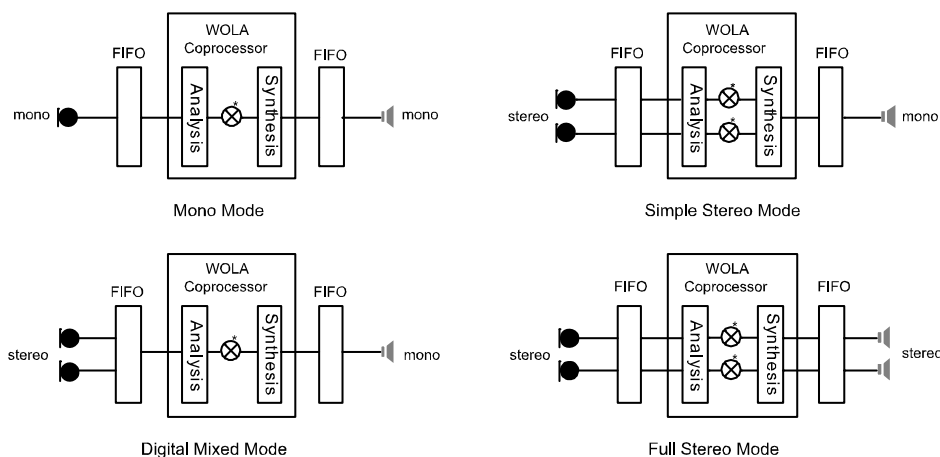 WOLA
Coprocessor
FIFO
FIFO
mono
Analysis
*
Synthesis
mono
Mono Mode
WOLA
Coprocessor
FIFO
FIFO
stereo
Analysis
*
*
Synthesis
mono
Simple Stereo Mode
WOLA
Coprocessor
FIFO
FIFO
stereo
Analysis
*
Synthesis
mono
Digital Mixed Mode
WOLA
Coprocessor
FIFO
FIFO
stereo
Analysis
*
*
Synthesis
stereo
Full Stereo Mode